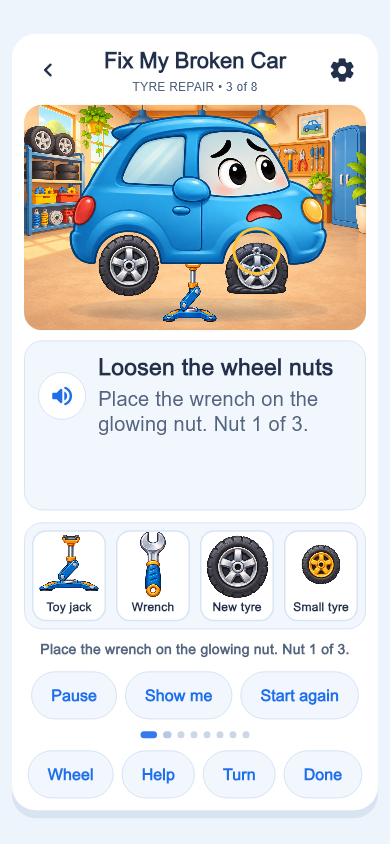 Fix My Broken Car
TYRE REPAIR • 3 of 8
Loosen the wheel nuts
Place the wrench on the
glowing nut. Nut 1 of 3.
Toy jack
Wrench
New tyre
Small tyre
Place the wrench on the glowing nut. Nut 1 of 3.
Pause
Show me
Start again
Wheel
Help
Turn
Done